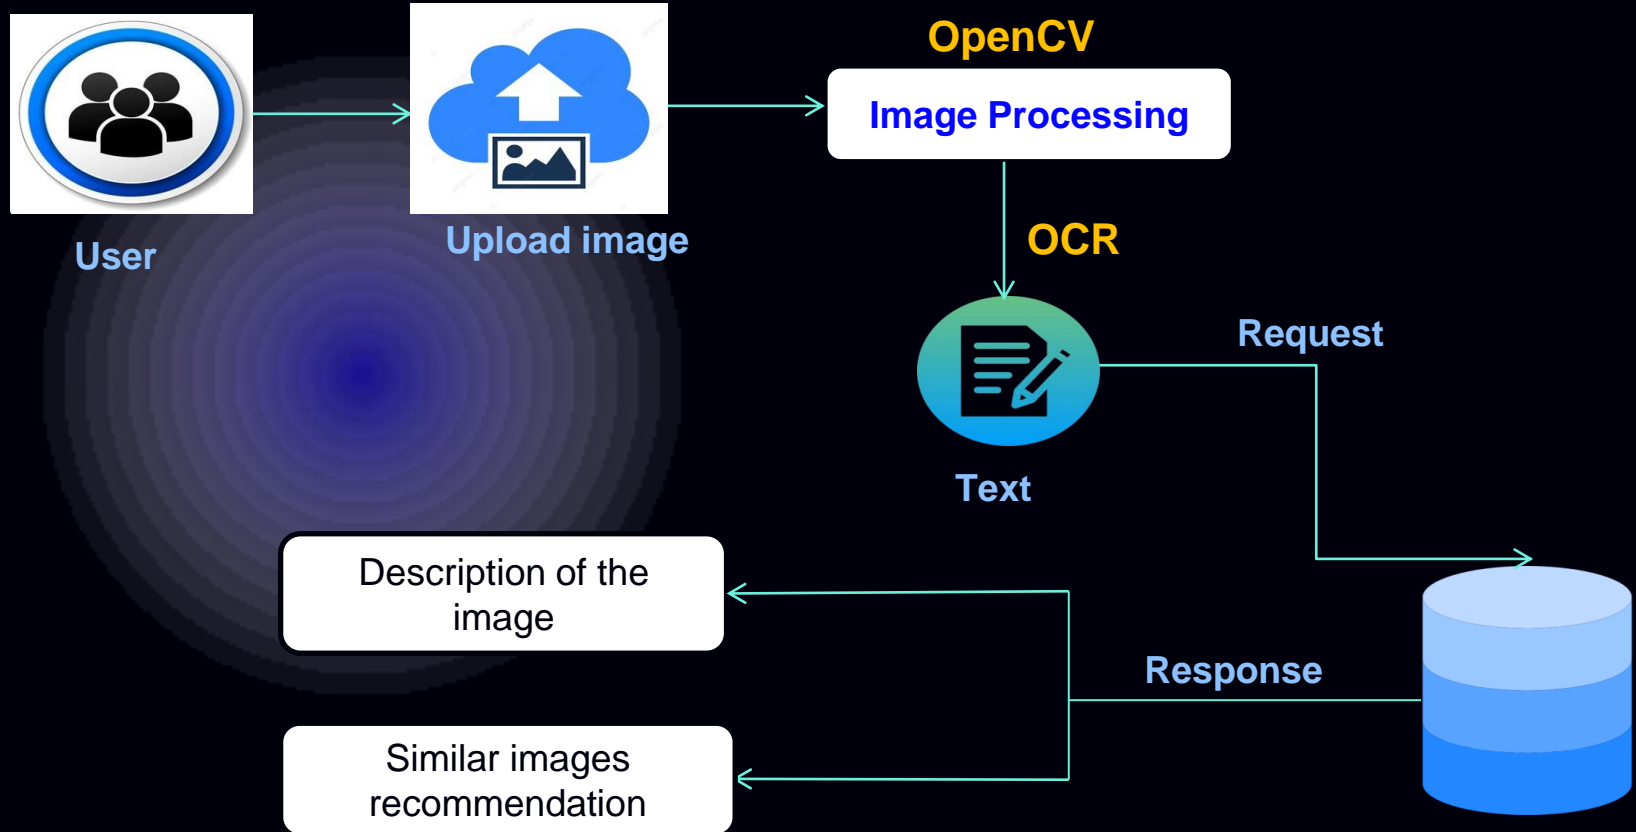 OpenCV
Image Processing
User
Upload image
OCR
Request
Text
Description of the
image
Response
Similar images
recommendation